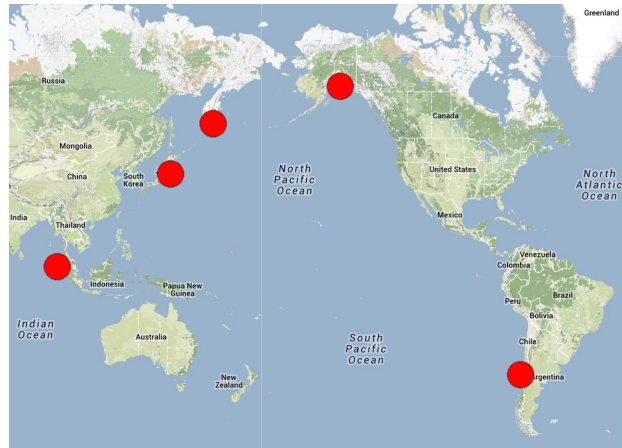 Greenland
Russia
Canada
Mongolia
North
Pacific
Ocean
United States
China
South
Korea
North
Atlantic
Ocean
Mexico
India
Thailand
Venezuela
Colombia
Indonesia
Papua New
Guinea
Brazil
Peru
Bolivia
Indian
Ocean
Australia
South
Pacific
Ocean
Chile
New
Zealand
Argentina